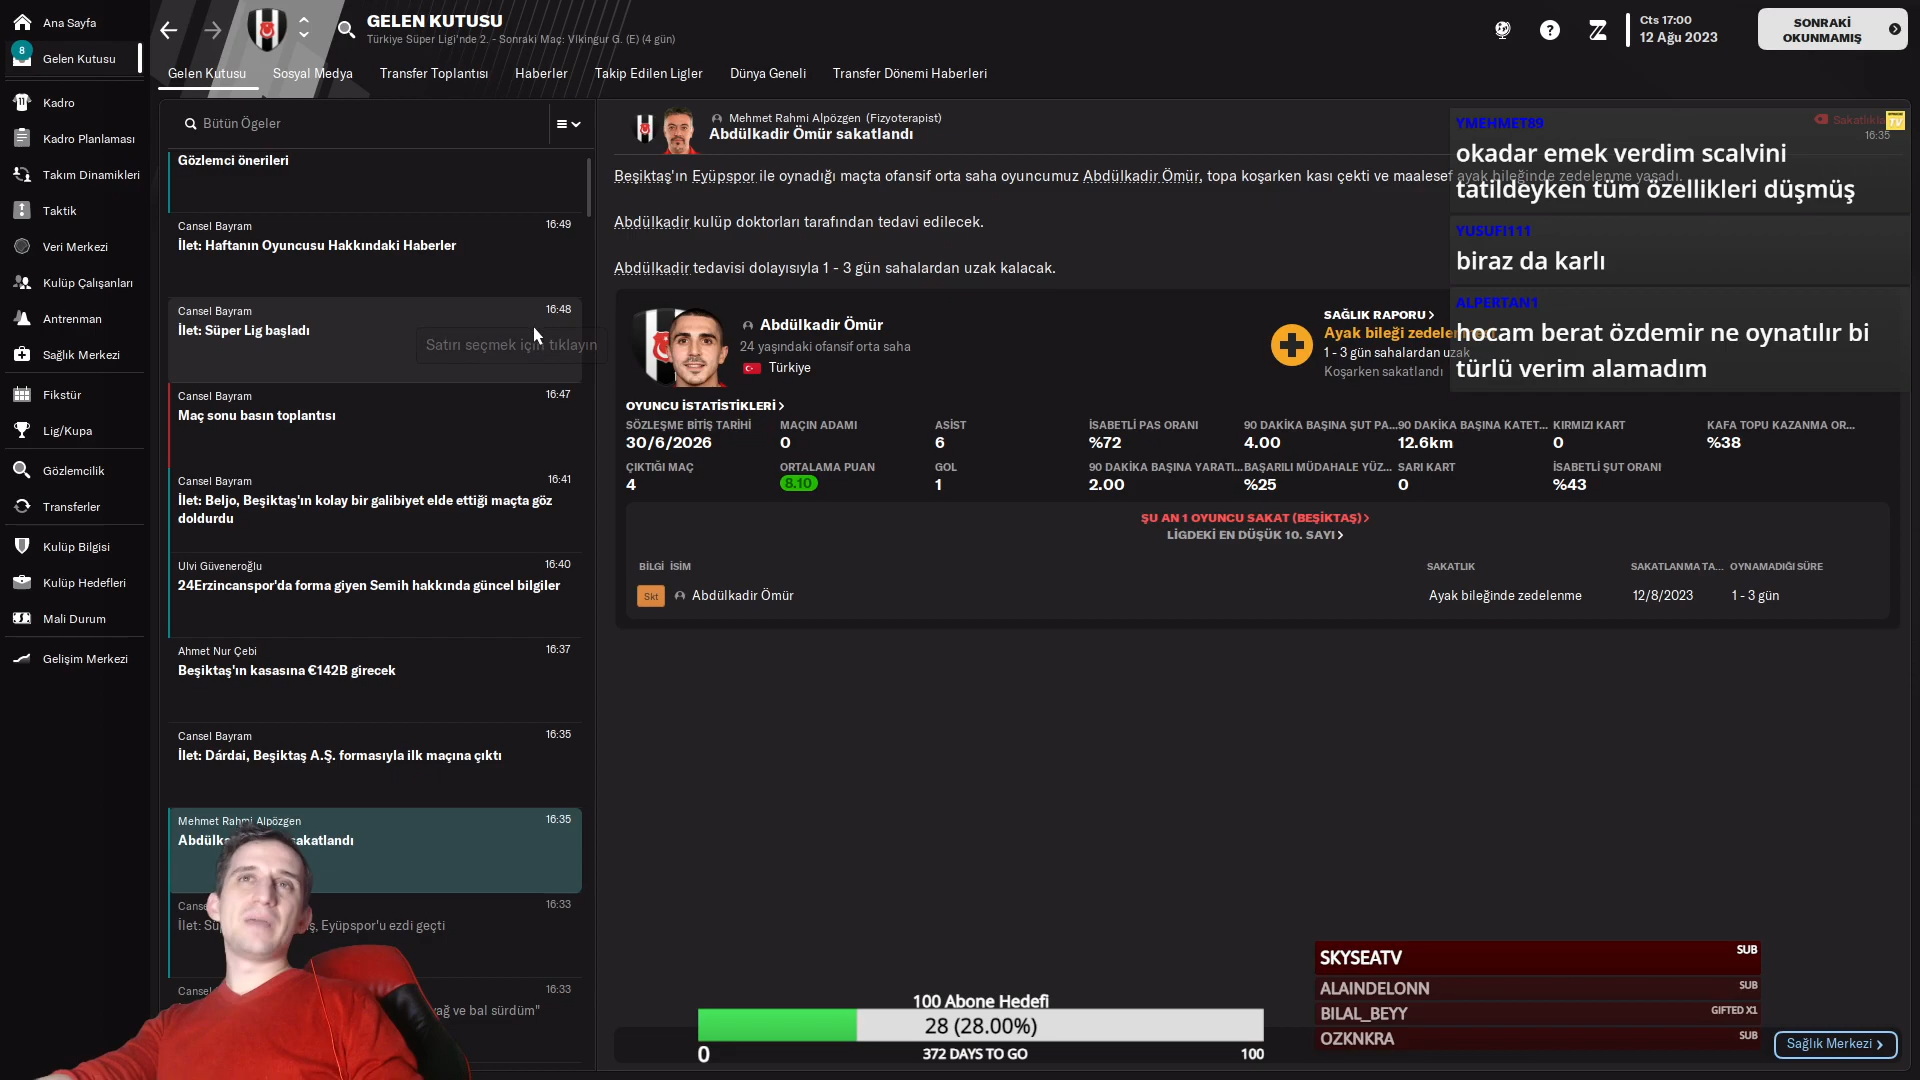 Ana Sayfa
8
Gelen Kutusu
Kadro
Kadro Planlaması
Takım Dinamikleri
Taktik
Veri Merkezi
Kulüp Çalışanları
Antrenman
Sağlık Merkezi
Fikstür
Lig/Kupa
Gözlemcilik
Transferler
Kulüp Bilgisi
Kulüp Hedefleri
Mali Durum
Gelişim Merkezi
GELEN KUTUSU
Türkiye Süper Ligi'nde 2. - Sonraki Maç: Víkingur G. (E) (4 gün)
Cts 17:00
12 Ağu 2023
SONRAKİ
OKUNMAMIŞ
Gelen Kutusu
Sosyal Medya
Transfer Toplantısı
Haberler
Takip Edilen Ligler
Dünya Geneli
Transfer Dönemi Haberleri
Bütün Ögeler
Gözlemci önerileri
Cansel Bayram 16:49
İlet: Haftanın Oyuncusu Hakkındaki Haberler
Cansel Bayram 16:48
İlet: Süper Lig başladı
Satırı seçmek için tıklayın
Cansel Bayram 16:47
Maç sonu basın toplantısı
Cansel Bayram 16:41
İlet: Beljo, Beşiktaş'ın kolay bir galibiyet elde ettiği maçta göz
doldurdu
Ulvi Güveneroğlu 16:40
24Erzincanspor'da forma giyen Semih hakkında güncel bilgiler
Ahmet Nur Çebi 16:37
Beşiktaş'ın kasasına €142B girecek
Cansel Bayram 16:35
İlet: Dárdai, Beşiktaş A.Ş. formasıyla ilk maçına çıktı
Mehmet Rahmi Alpözgen 16:35
sakatlandı
16:33
Eyüpspor'u ezdi geçti
Cansel 16:33
ve bal sürdüm"
Mehmet Rahmi Alpözgen (Fizyoterapist)
Abdülkadir Ömür sakatlandı
16:35
Beşiktaş'ın Eyüpspor ile oynadığı maçta ofansif orta saha oyuncumuz Abdülkadir Ömür, topa koşarken kası çekti ve maalesef ayak bileğinde zedelenme yaşadı.
Abdülkadir kulüp doktorları tarafından tedavi edilecek.
Abdülkadir tedavisi dolayısıyla 1 - 3 gün sahalardan uzak kalacak.
Abdülkadir Ömür
24 yaşındaki ofansif orta saha
Türkiye
SAĞLIK RAPORU
Ayak bileği
1 - 3 gün sahalardan uzak
Koşarken sakatlandı
OYUNCU İSTATİSTİKLERİ
SÖZLEŞME BİTİŞ TARİHİ MAÇIN ADAMI ASİST İSABETLİ PAS ORANI 90 DAKİKA BAŞINA ŞUT PA... 90 DAKİKA BAŞINA KATET... KIRMIZI KART KAFA TOPU KAZANMA OR...
30/6/2026 0 6 %72 4.00 12.6km 0 %38
ÇIKTIĞI MAÇ ORTALAMA PUAN GOL 90 DAKİKA BAŞINA YARATI... BAŞARILI MÜDAHALE YÜZ... SARI KART İSABETLİ ŞUT ORANI
4 8.10 1 2.00 %25 0 %43
ŞU AN 1 OYUNCU SAKAT (BEŞİKTAŞ)
LİGDEKİ EN DÜŞÜK 10. SAYI
BİLGİ İSİM SAKATLIK SAKATLANMA TA... OYNAMADIĞI SÜRE
Skt Abdülkadir Ömür Ayak bileğinde zedelenme 12/8/2023 1 - 3 gün
YMEHMET89
okadar emek verdim scalvini
tatildeyken tüm özellikleri düşmüş
YUSUFI111
biraz da karlı
ALPERTAN1
hocam berat özdemir ne oynatılır bi
türlü verim alamadım
100 Abone Hedefi
28 (28.00%)
0 372 DAYS TO GO 100
SKYSEATV SUB
ALAINDELONN SUB
BILAL_BEYY GIFTED X1
OZKNKRA SUB
Sağlık Merkezi